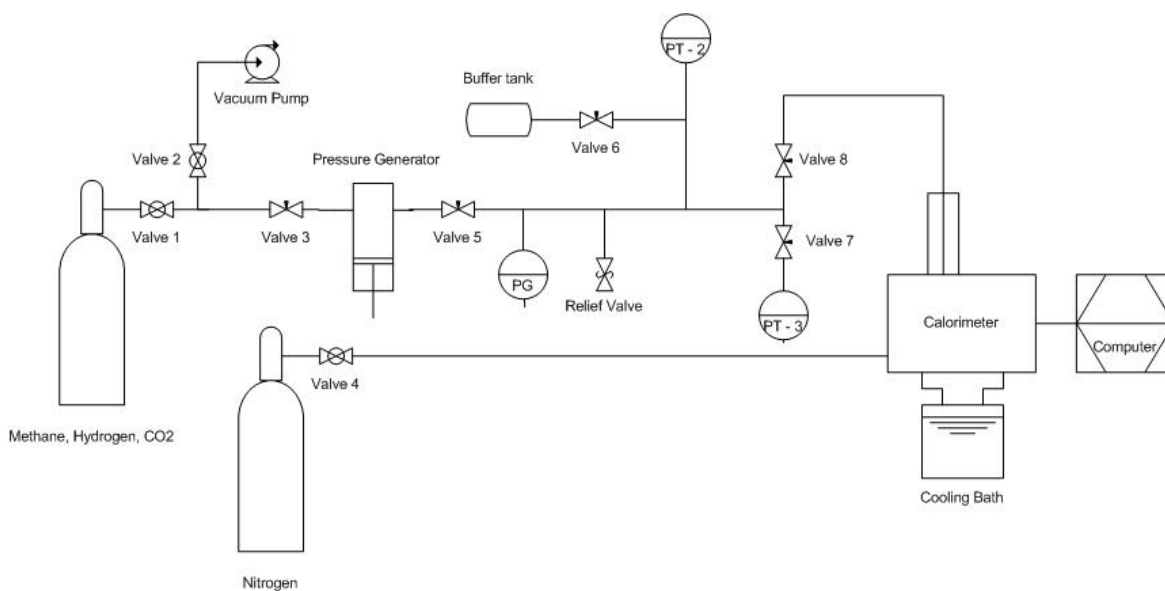 PT - 2
Buffer tank
Vacuum Pump
Valve 6
Valve 2
Pressure Generator
Valve 8
Valve 1
Valve 3
Valve 5
Valve 7
PG
Relief Valve
PT - 3
Calorimeter
Computer
Valve 4
Methane, Hydrogen, CO2
Cooling Bath
Nitrogen